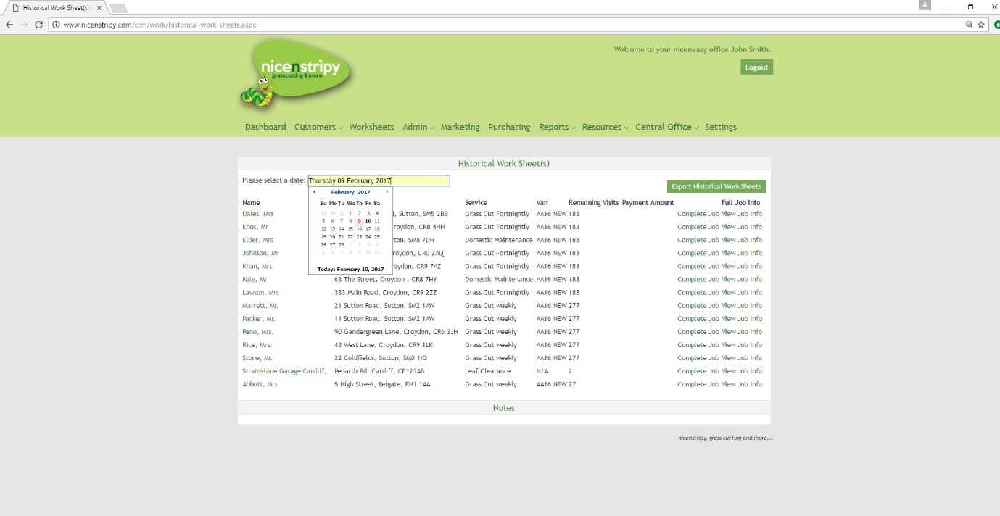 Historical Work Sheet(s)
www.nicenstripy.com/crm/work/historical-work-sheets.aspx
nicenstripy
grasscutting & more
Welcome to your niceneasy office John Smith.
Logout
Dashboard Customers Worksheets Admin Marketing Purchasing Reports Resources Central Office Settings
Historical Work Sheet(s)
Please select a date: Thursday 09 February 2017
Export Historical Work Sheets
February, 2017
Su Mo Tu We Th Fr Sa
29 30 31 1 2 3 4
5 6 7 8 9 10 11
12 13 14 15 16 17 18
19 20 21 22 23 24 25
26 27 28 1 2 3 4
5 6 7 8 9 10 11
Today: February 10, 2017
Name Service Van Remaining Visits Payment Amount Full Job Info
Dales, Mrs , Sutton, SM5 2BB Grass Cut Fortnightly AA16 NEW 188 Complete Job View Job Info
Enos, Mr roydon, CR8 4HH Grass Cut Fortnightly AA16 NEW 188 Complete Job View Job Info
Elder, Mrs ton, SM8 7DH Domestic Maintenance AA16 NEW 188 Complete Job View Job Info
Johnson, Mr roydon, CR0 2AQ Grass Cut Fortnightly AA16 NEW 188 Complete Job View Job Info
Khan, Mrs oydon, CR9 7AZ Grass Cut Fortnightly AA16 NEW 188 Complete Job View Job Info
Kole, Mr 63 The Street, Croydon , CR8 7HY Domestic Maintenance AA16 NEW 188 Complete Job View Job Info
Lawson, Mrs 333 Main Road, Croydon, CR9 2ZZ Grass Cut Fortnightly AA16 NEW 188 Complete Job View Job Info
Marrett, Mr. 21 Sutton Road, Sutton, SM2 1AW Grass Cut weekly AA16 NEW 277 Complete Job View Job Info
Packer, Mr. 11 Sutton Road, Sutton, SM2 1AW Grass Cut weekly AA16 NEW 277 Complete Job View Job Info
Reno, Mrs. 90 Gandergreen Lane, Croydon, CR6 3JH Grass Cut weekly AA16 NEW 277 Complete Job View Job Info
Rice, Mrs. 43 West Lane, Croydon, CR9 1LK Grass Cut weekly AA16 NEW 277 Complete Job View Job Info
Stone, Mr. 22 Coldfields, Sutton, SM0 1IG Grass Cut weekly AA16 NEW 277 Complete Job View Job Info
Stratostone Garage Cardiff, Penarth Rd, Cardiff, CF123AB Leaf Clearance N/A 2 Complete Job View Job Info
Abbott, Mrs 5 High Street, Reigate, RH1 1AA Grass Cut weekly AA16 NEW 27 Complete Job View Job Info
Notes
nicenstripy, grass cutting and more...